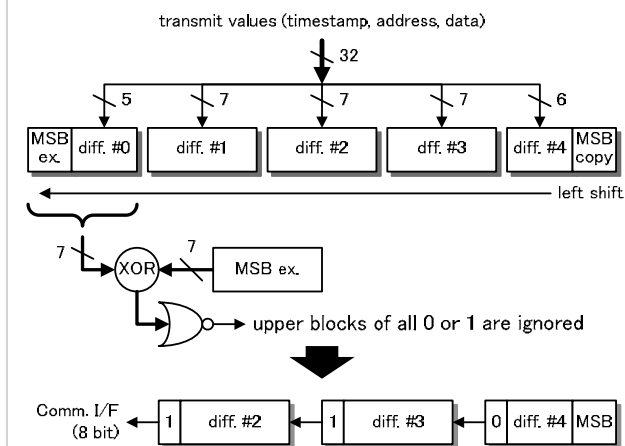 transmit values (timestamp, address, data)
32
5 7 7 7 6
MSB ex. diff. #0 diff. #1 diff. #2 diff. #3 diff. #4 MSB copy
left shift
7 XOR 7 MSB ex.
upper blocks of all 0 or 1 are ignored
Comm. I/F (8 bit) 1 diff. #2 1 diff. #3 0 diff. #4 MSB